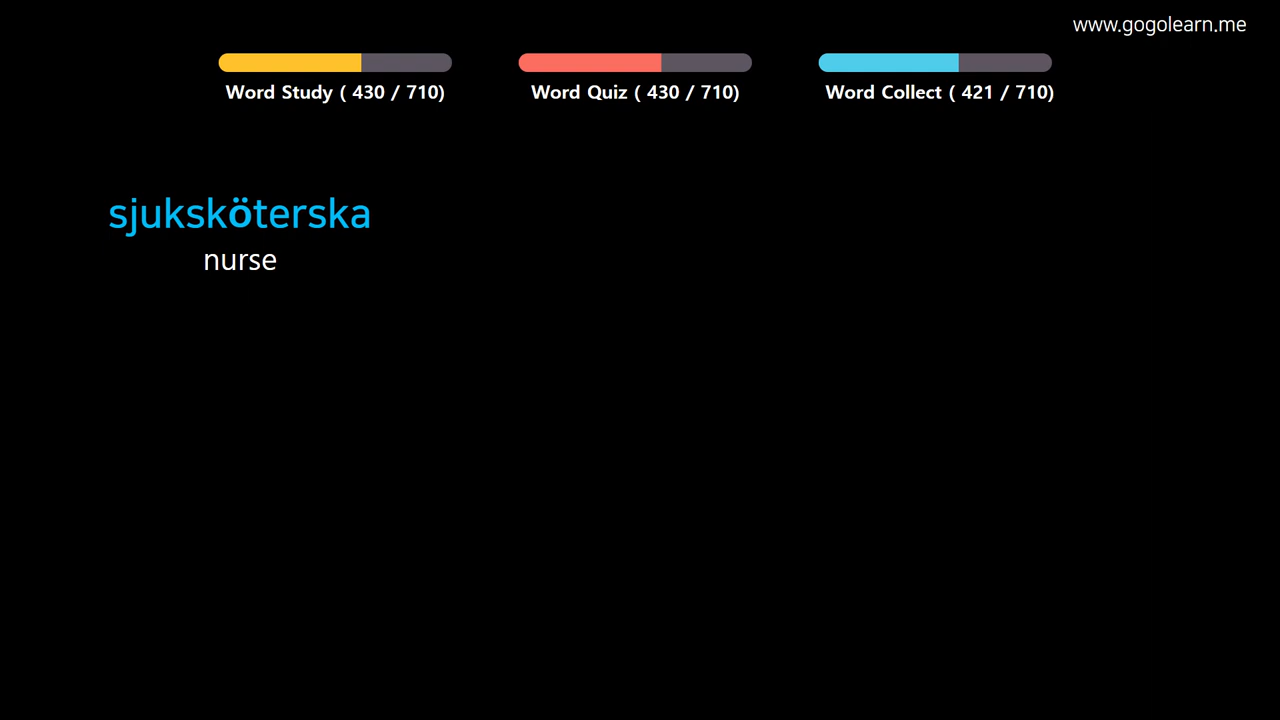 www.gogolearn.me
Word Study ( 430 / 710)
Word Quiz ( 430 / 710)
Word Collect ( 421 / 710)
sjuksköterska
nurse